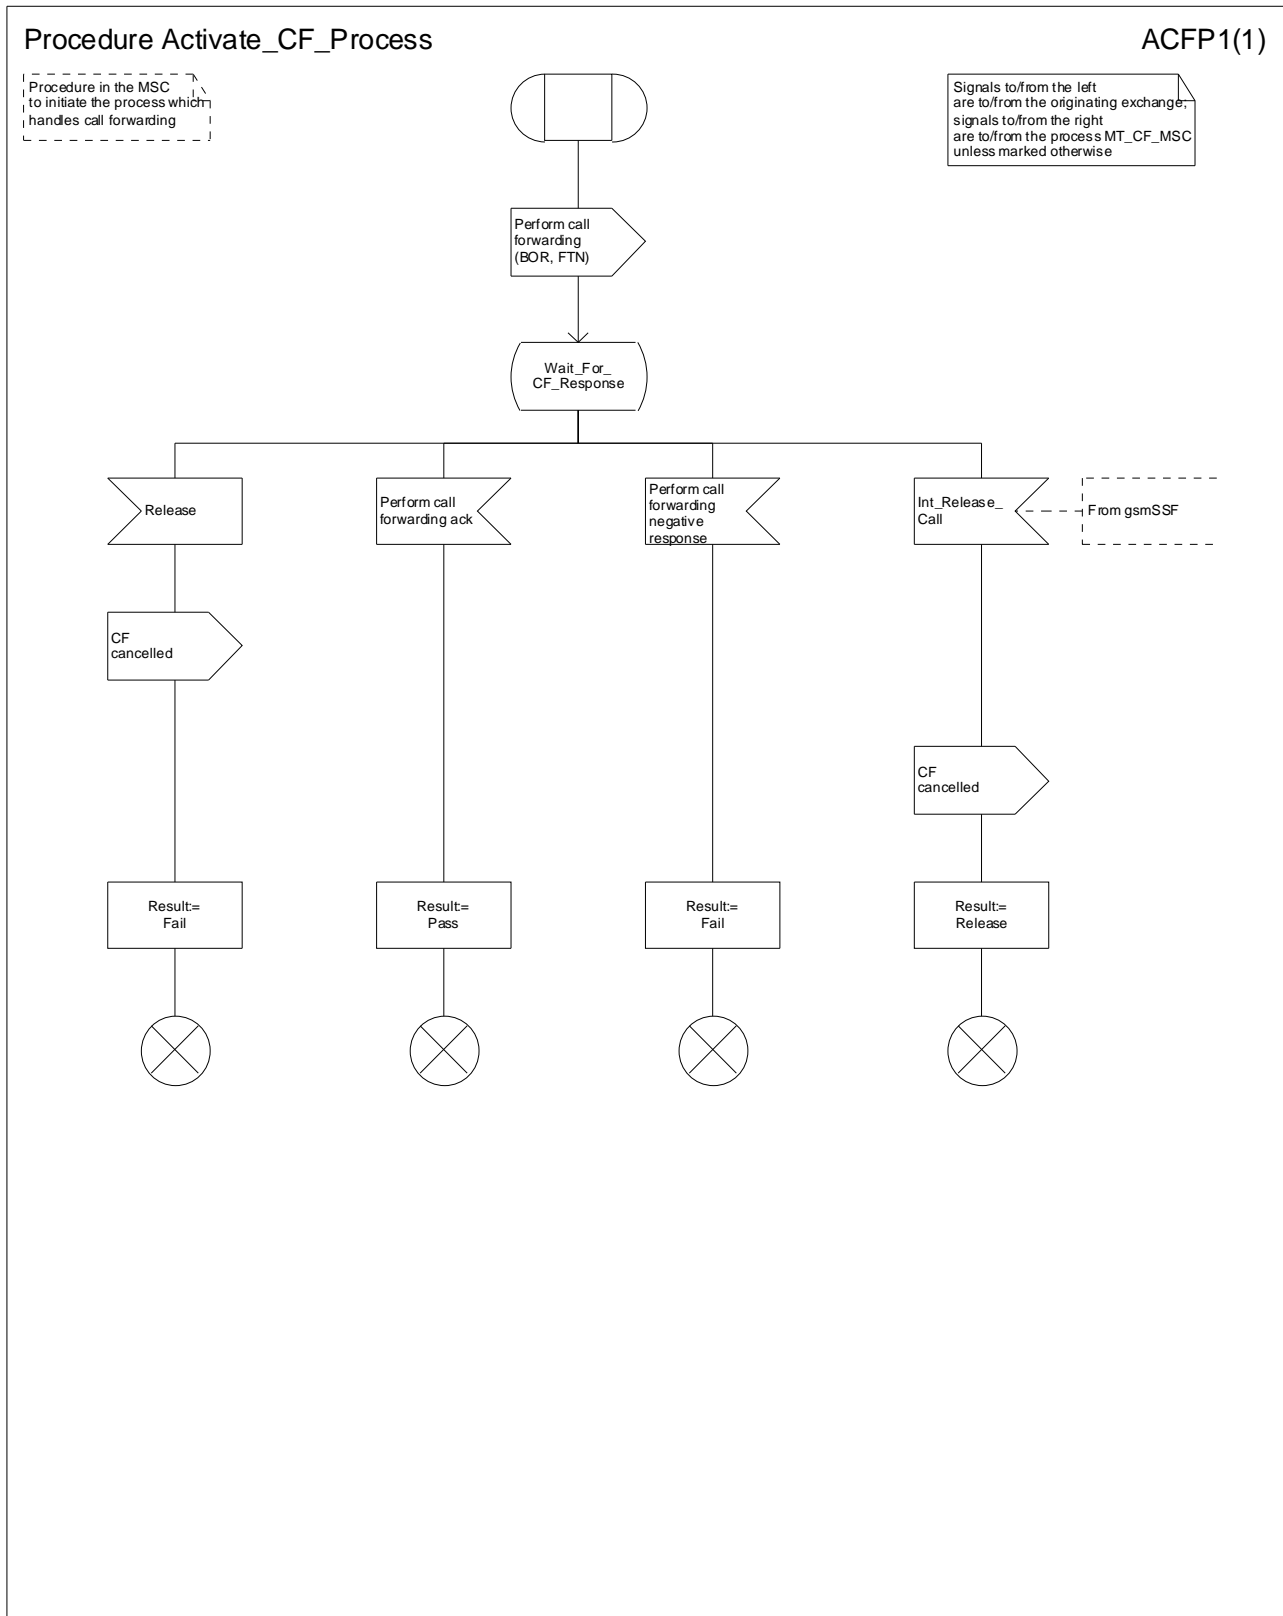 Procedure Activate_CF_Process
ACFP1(1)
Procedure in the MSC
to initiate the process which
handles call forwarding
Signals to/from the left
are to/from the originating exchange;
signals to/from the right
are to/from the process MT_CF_MSC
unless marked otherwise
Perform call
forwarding
(BOR, FTN)
Wait_For_
CF_Response
Release
Perform call
forwarding ack
Perform call
forwarding
negative
response
Int_Release_
Call
From gsmSSF
CF
cancelled
CF
cancelled
Result:=
Fail
Result:=
Pass
Result:=
Fail
Result:=
Release